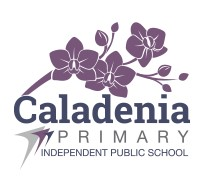 Caladenia
PRIMARY
INDEPENDENT PUBLIC SCHOOL